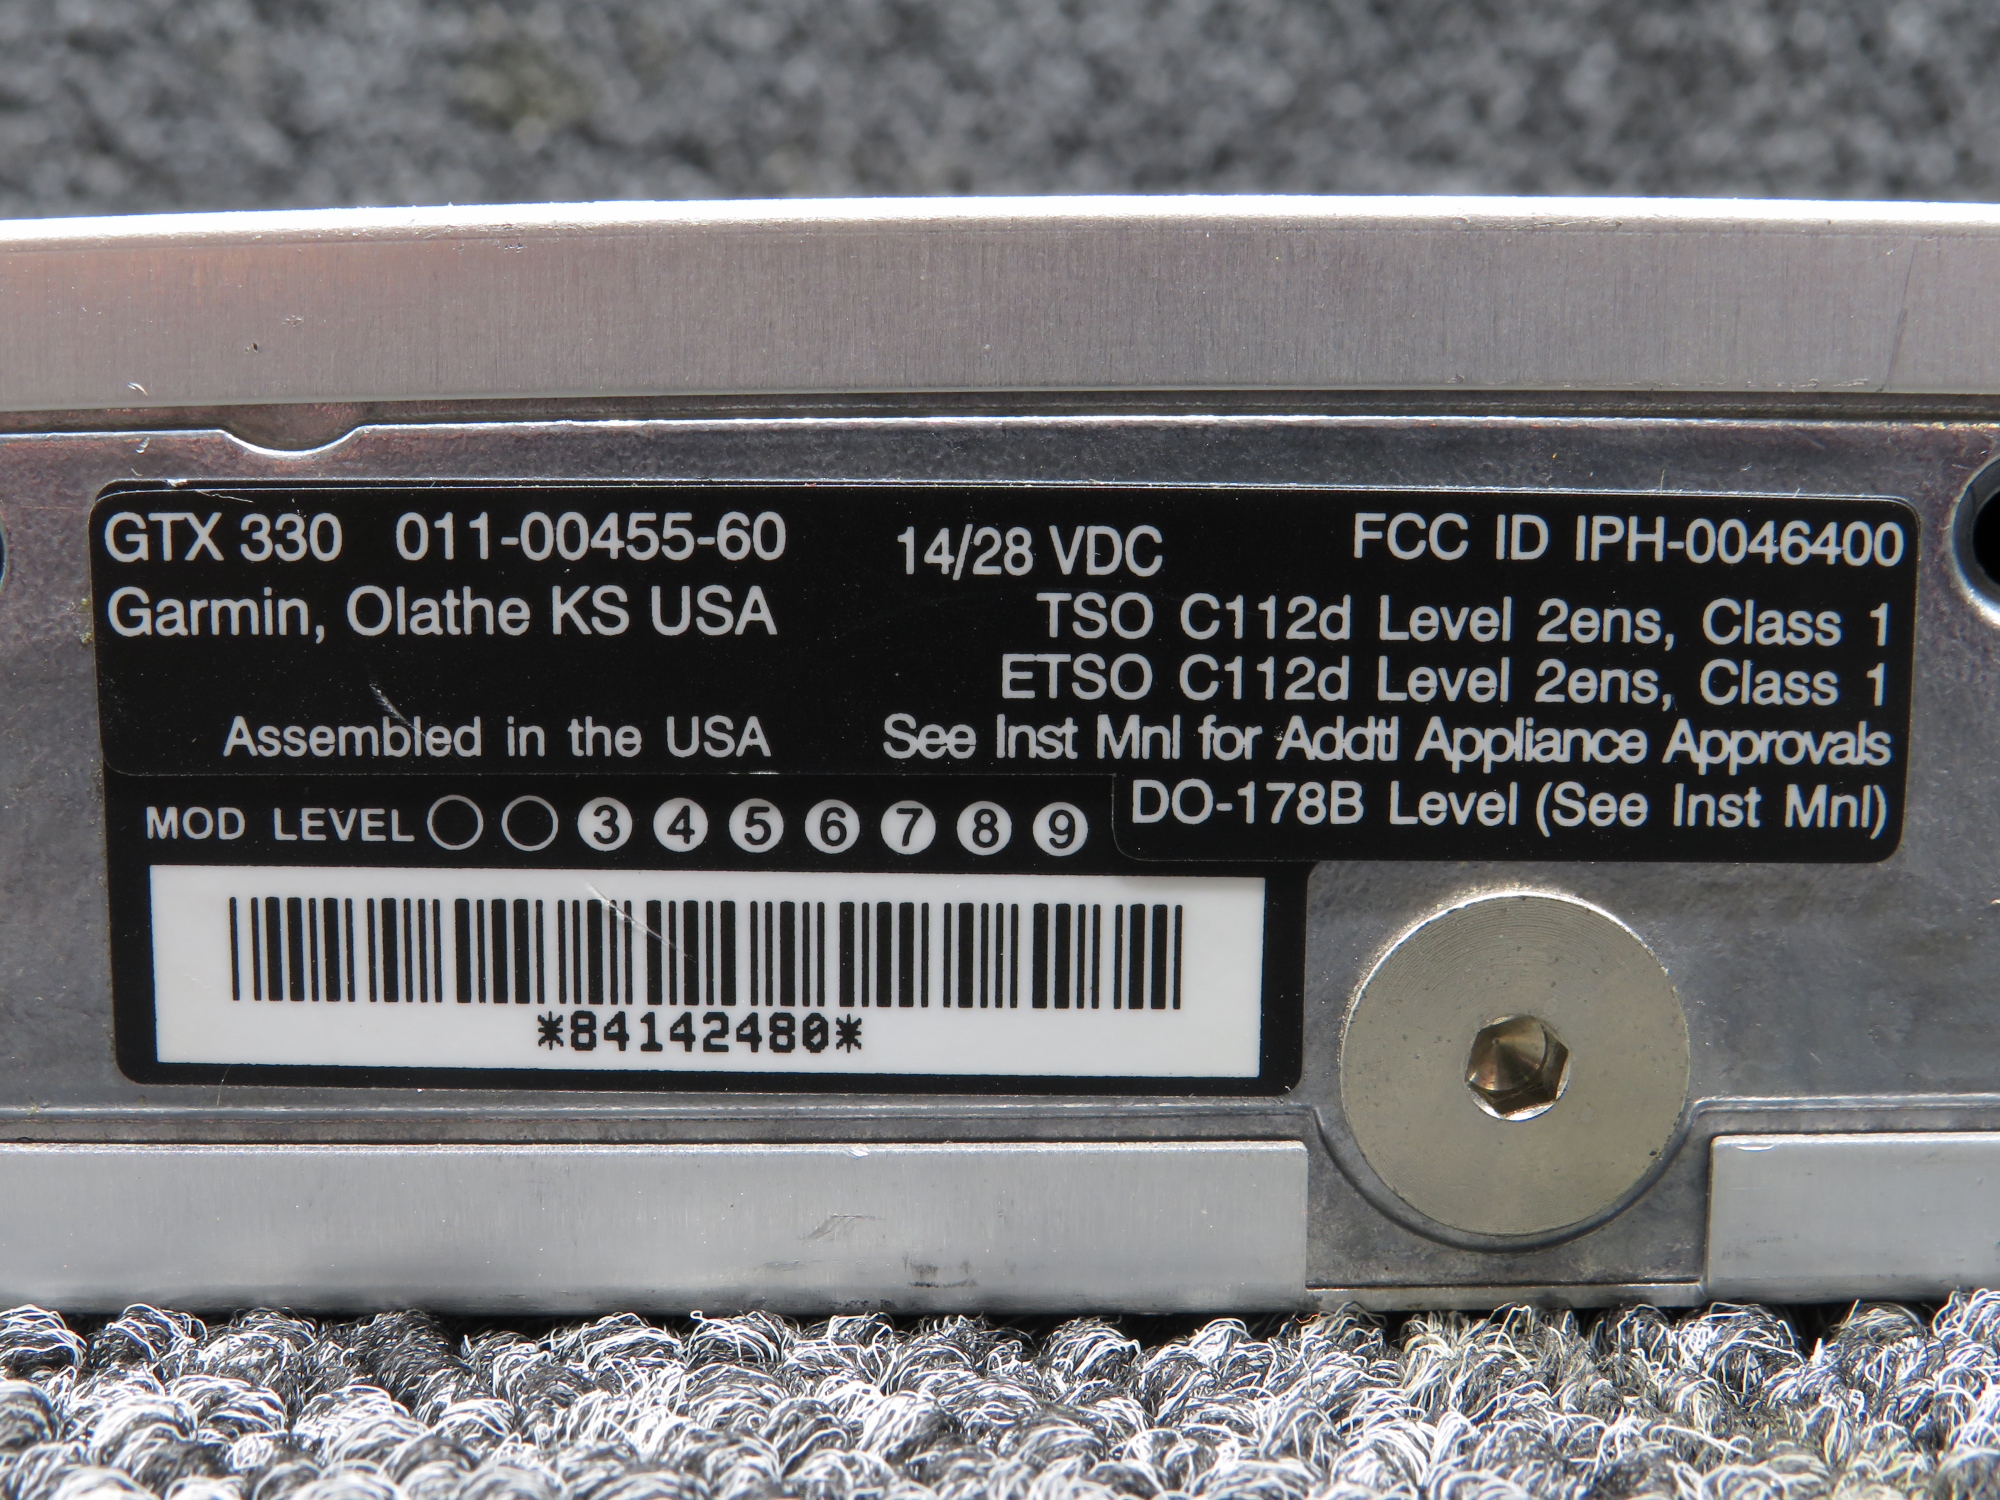 GTX 330 011-00455-60 14/28 VDC FCC ID IPH-0046400
Garmin, Olathe KS USA TSO C112d Level 2ens, Class 1
ETSO C112d Level 2ens, Class 1
Assembled in the USA See Inst Mnl for Addtl Appliance Approvals
DO-178B Level (See Inst Mnl)
MOD LEVEL 3 4 5 6 7 8 9
*84142480*